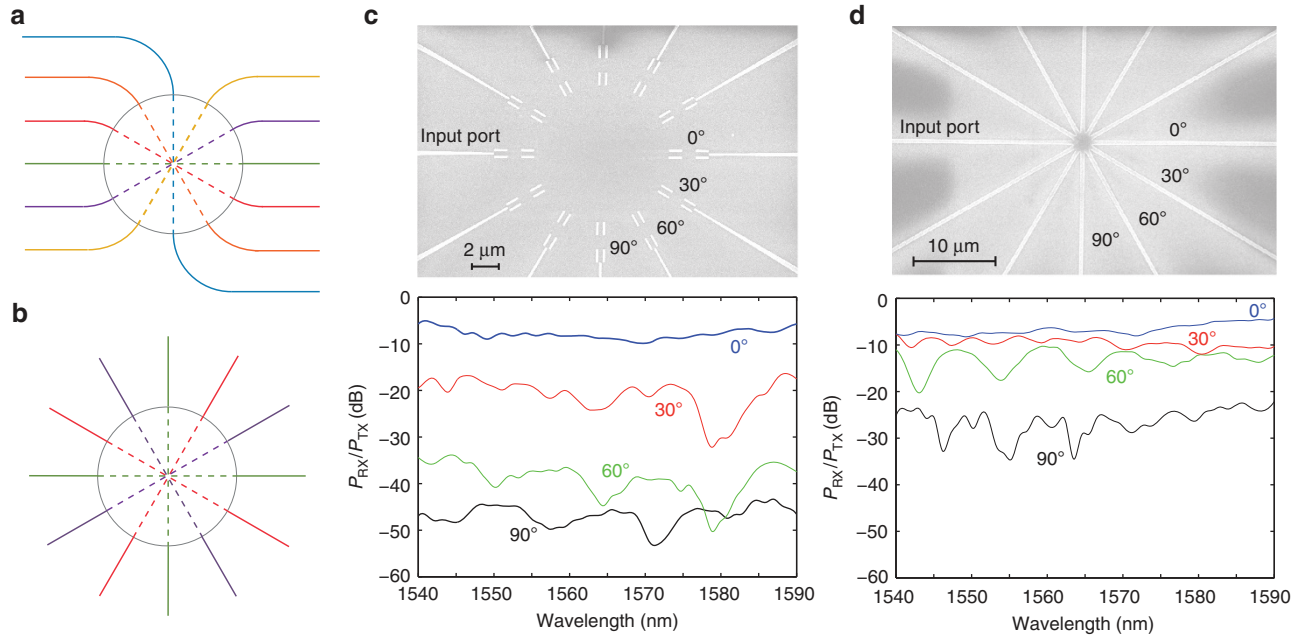 a
b
c
Input port
0°
30°
60°
90°
2 μm
0
−10
−20
−30
−40
−50
−60
P_RX/P_TX (dB)
0°
30°
60°
90°
1540 1550 1560 1570 1580 1590
Wavelength (nm)
d
Input port
0°
30°
60°
90°
10 μm
0
−10
−20
−30
−40
−50
−60
P_RX/P_TX (dB)
0°
30°
60°
90°
1540 1550 1560 1570 1580 1590
Wavelength (nm)